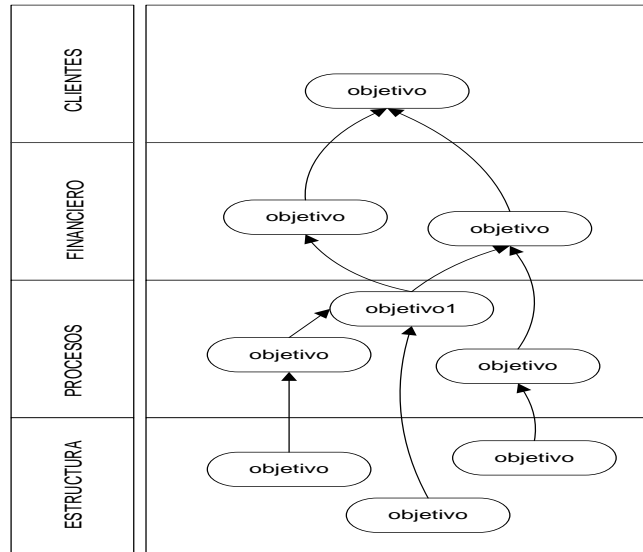 CLIENTES
objetivo
FINANCIERO
objetivo
objetivo
PROCESOS
objetivo1
objetivo
objetivo
ESTRUCTURA
objetivo
objetivo
objetivo